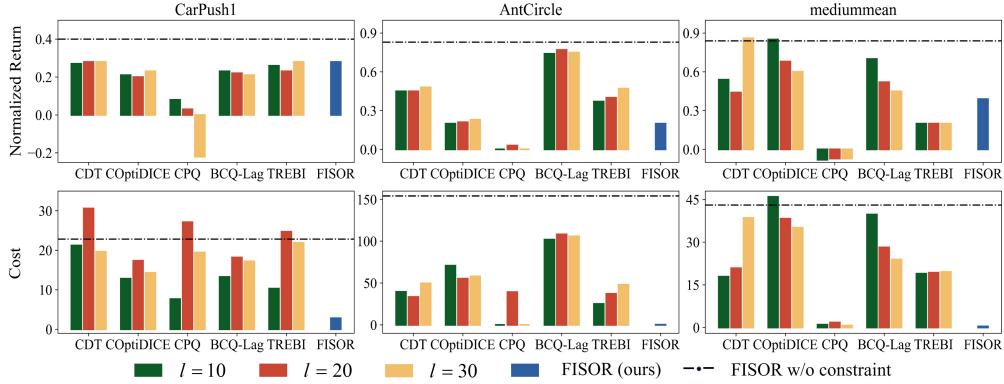 CarPush1 AntCircle mediummean
Normalized Return
0.4
0.2
0.0
−0.2
CDT COptiDICE CPQ BCQ-Lag TREBI FISOR
0.9
0.6
0.3
0.0
CDT COptiDICE CPQ BCQ-Lag TREBI FISOR
0.9
0.6
0.3
0.0
CDT COptiDICE CPQ BCQ-Lag TREBI FISOR
Cost
30
20
10
0
CDT COptiDICE CPQ BCQ-Lag TREBI FISOR
150
100
50
0
CDT COptiDICE CPQ BCQ-Lag TREBI FISOR
45
30
15
0
CDT COptiDICE CPQ BCQ-Lag TREBI FISOR
l = 10 l = 20 l = 30 FISOR (ours) FISOR w/o constraint